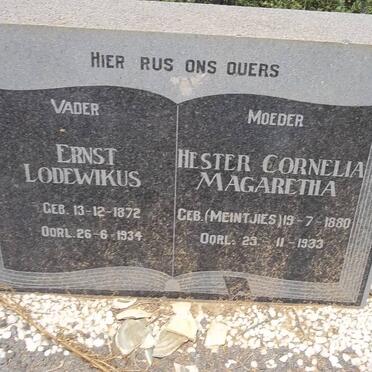 HIER RUS ONS OUERS
VADER
ERNST
LODEWIKUS
GEB. 13-12-1872
OORL. 26-6-1934
MOEDER
HESTER CORNELIA
MAGARETHA
GEB. (MEINTJIES) 19-7-1880
OORL. 23-11-1933